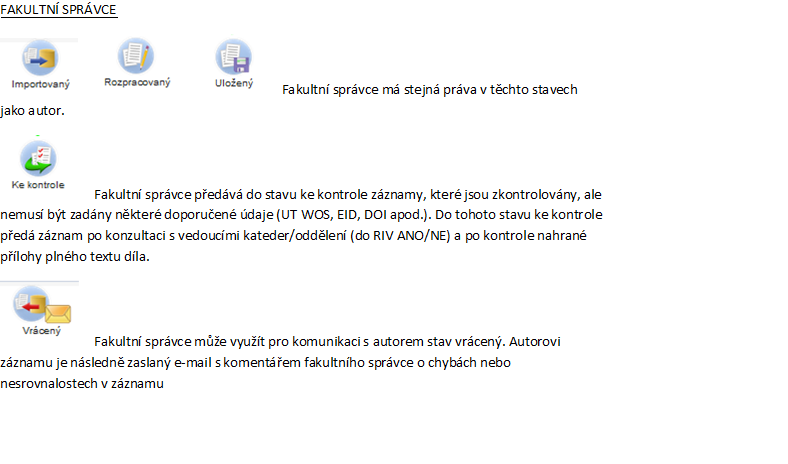 FAKULTNÍ SPRÁVCE
Importovaný Rozpracovaný Uložený Fakultní správce má stejná práva v těchto stavech
jako autor.
Ke kontrole Fakultní správce předává do stavu ke kontrole záznamy, které jsou zkontrolovány, ale
nemusí být zadány některé doporučené údaje (UT WOS, EID, DOI apod.). Do tohoto stavu ke kontrole
předá záznam po konzultaci s vedoucími kateder/oddělení (do RIV ANO/NE) a po kontrole nahrané
přílohy plného textu díla.
Vrácený Fakultní správce může využít pro komunikaci s autorem stav vrácený. Autorovi
záznamu je následně zaslaný e-mail s komentářem fakultního správce o chybách nebo
nesrovnalostech v záznamu